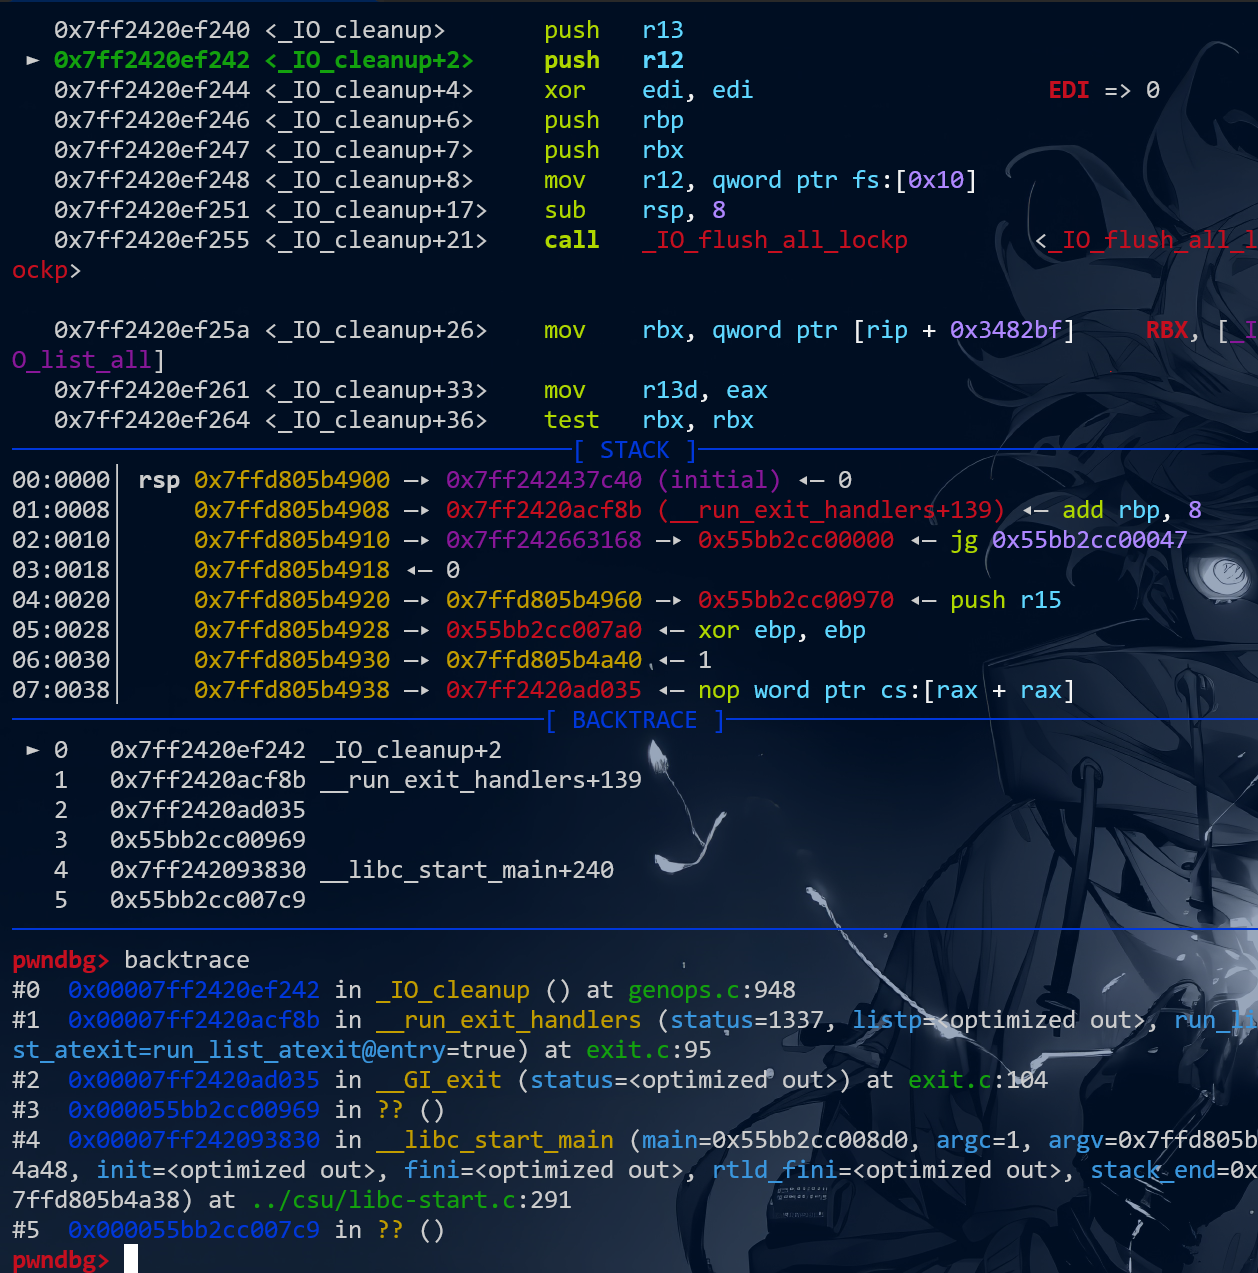 0x7ff2420ef240 <_IO_cleanup> push r13
► 0x7ff2420ef242 <_IO_cleanup+2> push r12
0x7ff2420ef244 <_IO_cleanup+4> xor edi, edi EDI => 0
0x7ff2420ef246 <_IO_cleanup+6> push rbp
0x7ff2420ef247 <_IO_cleanup+7> push rbx
0x7ff2420ef248 <_IO_cleanup+8> mov r12, qword ptr fs:[0x10]
0x7ff2420ef251 <_IO_cleanup+17> sub rsp, 8
0x7ff2420ef255 <_IO_cleanup+21> call _IO_flush_all_lockp <_IO_flush_all_l
ockp>
0x7ff2420ef25a <_IO_cleanup+26> mov rbx, qword ptr [rip + 0x3482bf] RBX, [_I
O_list_all]
0x7ff2420ef261 <_IO_cleanup+33> mov r13d, eax
0x7ff2420ef264 <_IO_cleanup+36> test rbx, rbx
[ STACK ]
00:0000│ rsp 0x7ffd805b4900 —▸ 0x7ff242437c40 (initial) ◂— 0
01:0008│ 0x7ffd805b4908 —▸ 0x7ff2420acf8b (__run_exit_handlers+139) ◂— add rbp, 8
02:0010│ 0x7ffd805b4910 —▸ 0x7ff242663168 —▸ 0x55bb2cc00000 ◂— jg 0x55bb2cc00047
03:0018│ 0x7ffd805b4918 ◂— 0
04:0020│ 0x7ffd805b4920 —▸ 0x7ffd805b4960 —▸ 0x55bb2cc00970 ◂— push r15
05:0028│ 0x7ffd805b4928 —▸ 0x55bb2cc007a0 ◂— xor ebp, ebp
06:0030│ 0x7ffd805b4930 —▸ 0x7ffd805b4a40 ◂— 1
07:0038│ 0x7ffd805b4938 —▸ 0x7ff2420ad035 ◂— nop word ptr cs:[rax + rax]
[ BACKTRACE ]
► 0 0x7ff2420ef242 _IO_cleanup+2
1 0x7ff2420acf8b __run_exit_handlers+139
2 0x7ff2420ad035
3 0x55bb2cc00969
4 0x7ff242093830 __libc_start_main+240
5 0x55bb2cc007c9
pwndbg> backtrace
#0 0x00007ff2420ef242 in _IO_cleanup () at genops.c:948
#1 0x00007ff2420acf8b in __run_exit_handlers (status=1337, listp=<optimized out>, run_li
st_atexit=run_list_atexit@entry=true) at exit.c:95
#2 0x00007ff2420ad035 in __GI_exit (status=<optimized out>) at exit.c:104
#3 0x000055bb2cc00969 in ?? ()
#4 0x00007ff242093830 in __libc_start_main (main=0x55bb2cc008d0, argc=1, argv=0x7ffd805b
4a48, init=<optimized out>, fini=<optimized out>, rtld_fini=<optimized out>, stack_end=0x
7ffd805b4a38) at ../csu/libc-start.c:291
#5 0x000055bb2cc007c9 in ?? ()
pwndbg>